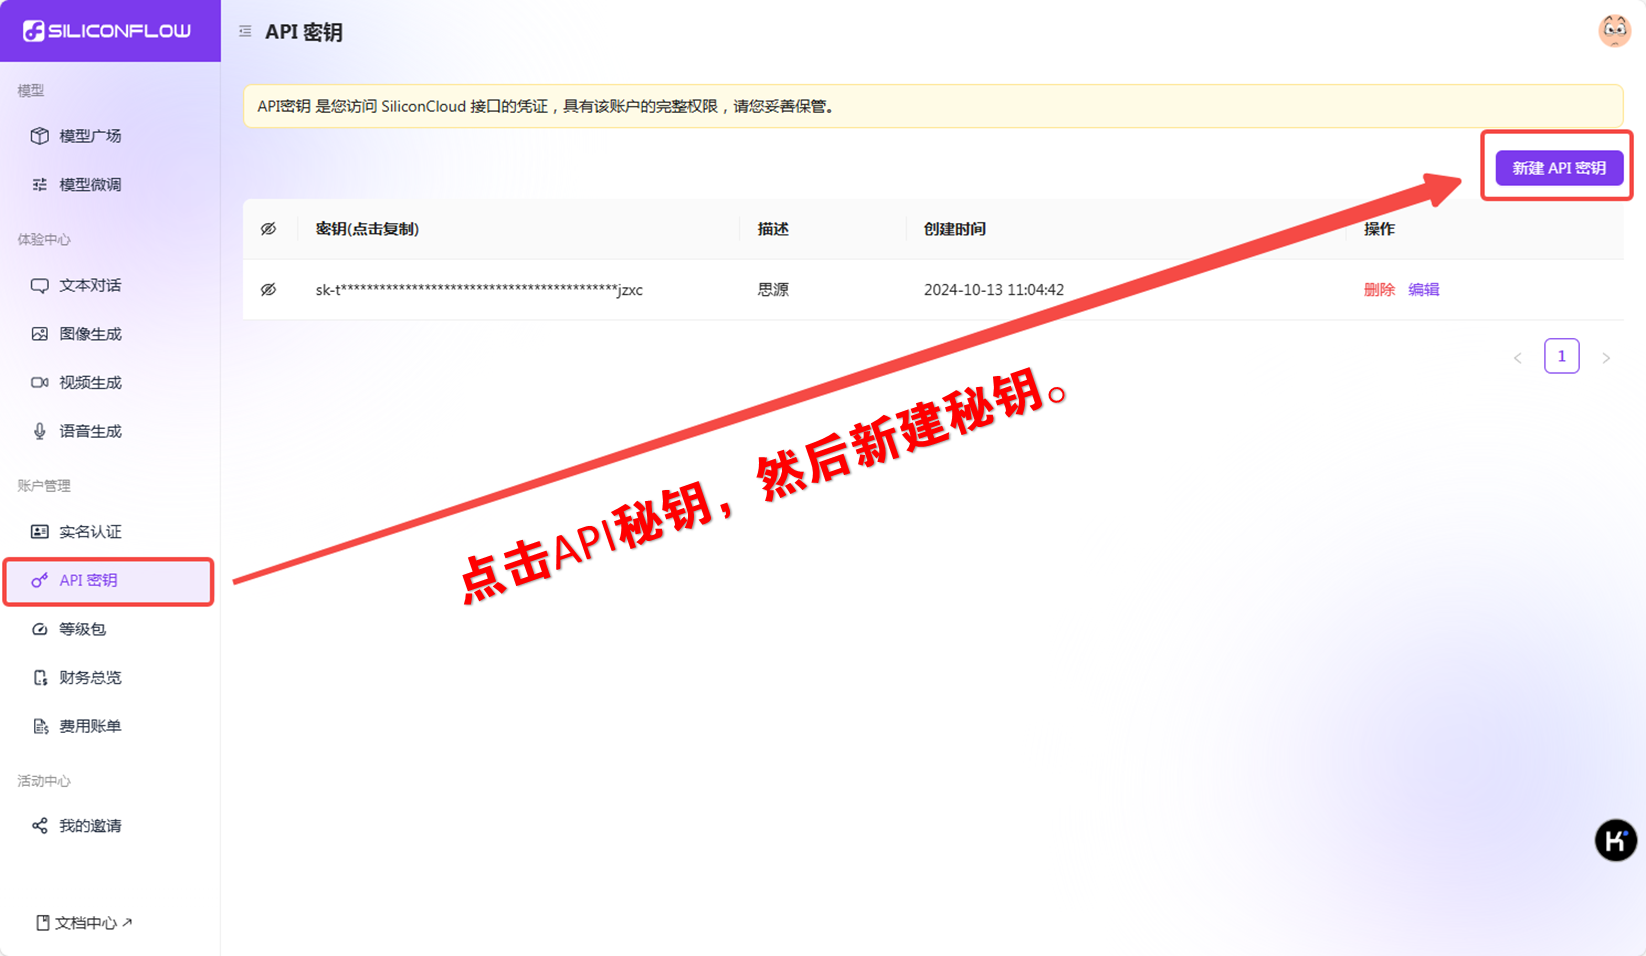 SILICONFLOW
API 密钥
模型
模型广场
模型微调
体验中心
文本对话
图像生成
视频生成
语音生成
账户管理
实名认证
API 密钥
等级包
财务总览
费用账单
活动中心
我的邀请
文档中心
API密钥 是您访问 SiliconCloud 接口的凭证，具有该账户的完整权限，请您妥善保管。
新建 API 密钥
密钥(点击复制) 描述 创建时间 操作
sk-t********************************************jzxc 思源 2024-10-13 11:04:42 删除 编辑
1
点击API秘钥，然后新建秘钥。
K